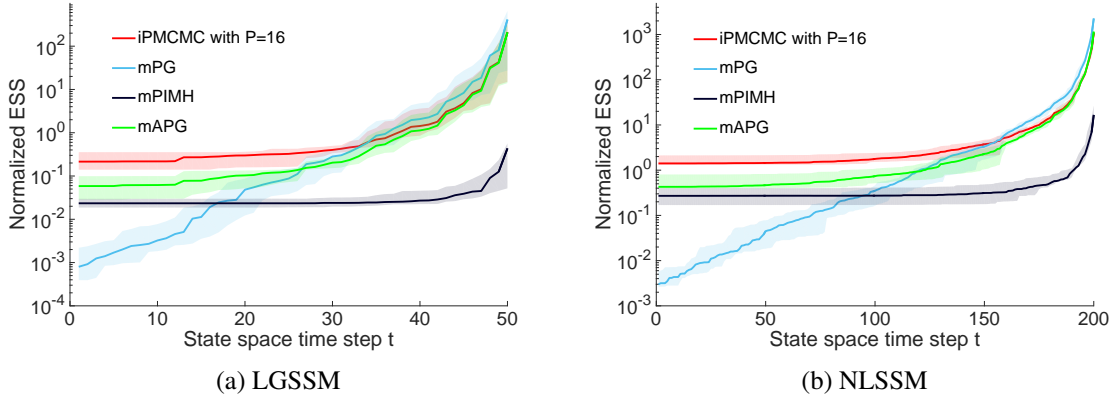 10^2
10^1
10^0
10^-1
10^-2
10^-3
10^-4
Normalized ESS
iPMCMC with P=16
mPG
mPIMH
mAPG
0 10 20 30 40 50
State space time step t
(a) LGSSM
10^3
10^2
10^1
10^0
10^-1
10^-2
10^-3
Normalized ESS
iPMCMC with P=16
mPG
mPIMH
mAPG
0 50 100 150 200
State space time step t
(b) NLSSM